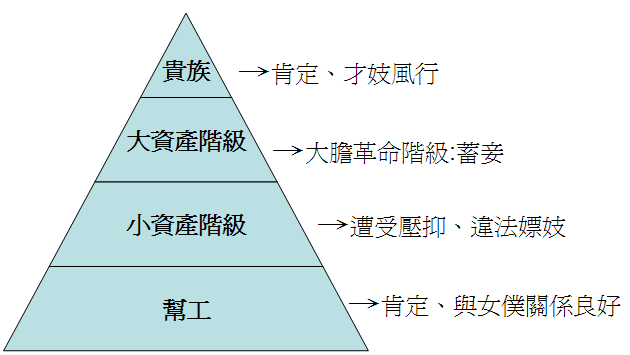 貴族
→肯定、才妓風行
大資產階級
→大膽革命階級:蓄妾
小資產階級
→遭受壓抑、違法嫖妓
幫工
→肯定、與女僕關係良好